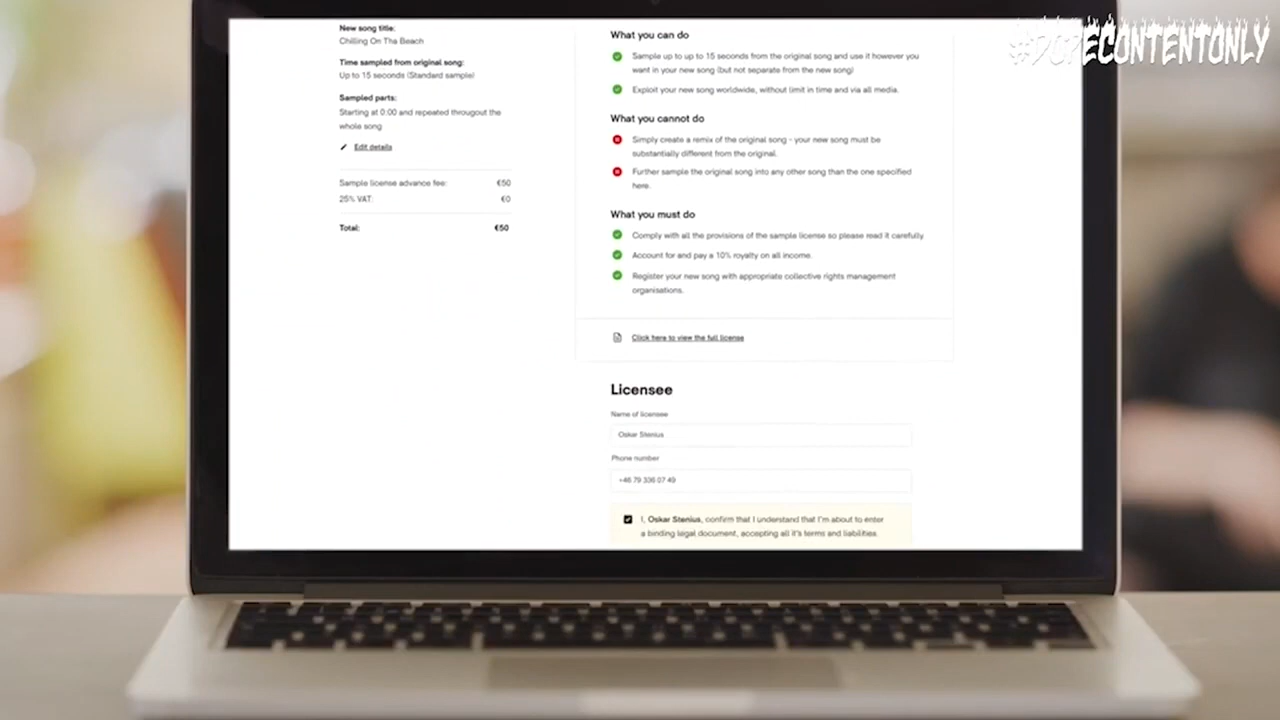 #DOPECONTENTONLY
New song title:
Chilling On Tha Beach
Time sampled from original song:
Up to 15 seconds (Standard sample)
Sampled parts:
Starting at 0:00 and repeated througout the
whole song
Edit details
Sample license advance fee: €50
25% VAT: €0
Total: €50
What you can do
Sample up to up to 15 seconds from the original song and use it however you
want in your new song (but not separate from the new song)
Exploit your new song worldwide, without limit in time and via all media.
What you cannot do
Simply create a remix of the original song - your new song must be
substantially different from the original.
Further sample the original song into any other song than the one specified
here.
What you must do
Comply with all the provisions of the sample license so please read it carefully.
Account for and pay a 10% royalty on all income.
Register your new song with appropriate collective rights management
organisations.
Click here to view the full license
Licensee
Name of licensee
Oskar Stenius
Phone number
+46 79 336 07 49
I, Oskar Stenius, confirm that I understand that I'm about to enter
a binding legal document, accepting all it's terms and liabilities.